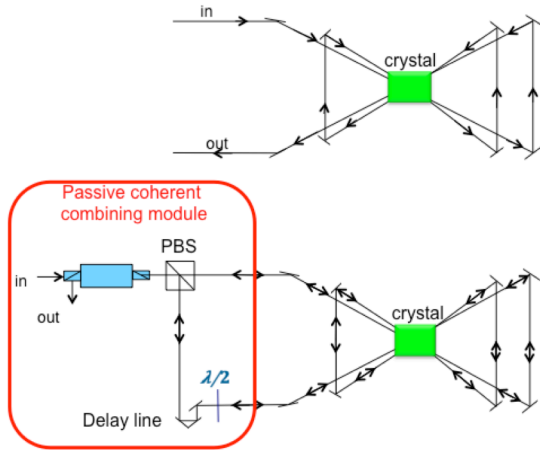 in
crystal
out
Passive coherent
combining module
PBS
in
out
crystal
λ/2
Delay line